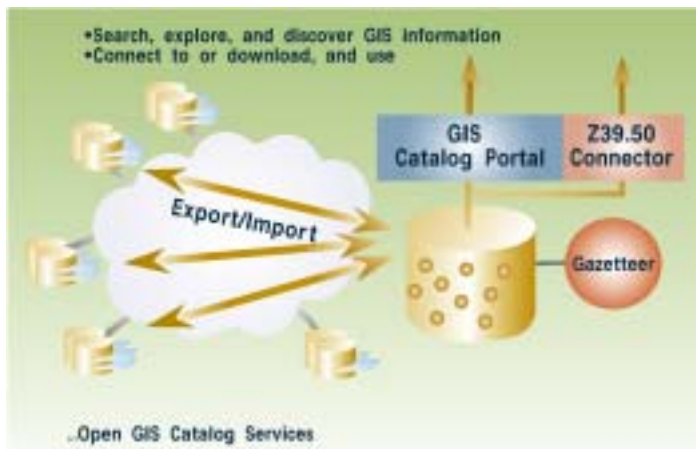 •Search, explore, and discover GIS information
•Connect to or download, and use
GIS
Catalog Portal
Z39.50
Connector
Export/Import
Gazetteer
..Open GIS Catalog Services